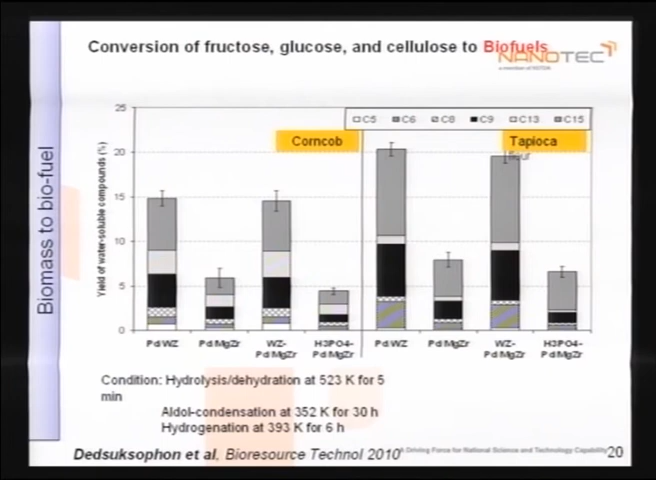 Conversion of fructose, glucose, and cellulose to Biofuels
NANOTEC
a member of NSTDA
Biomass to bio-fuel
Yield of water-soluble compounds (%)
25
20
15
10
5
0
C5 C6 C8 C9 C13 C15
Corncob
Tapioca
flour
Pd/WZ
Pd/MgZr
WZ-
Pd/MgZr
H3PO4-
Pd/MgZr
Pd/WZ
Pd/MgZr
WZ-
Pd/MgZr
H3PO4-
Pd/MgZr
Condition: Hydrolysis/dehydration at 523 K for 5
min
Aldol-condensation at 352 K for 30 h
Hydrogenation at 393 K for 6 h
Dedsuksophon et al, Bioresource Technol 2010
A Driving Force for National Science and Technology Capability
20